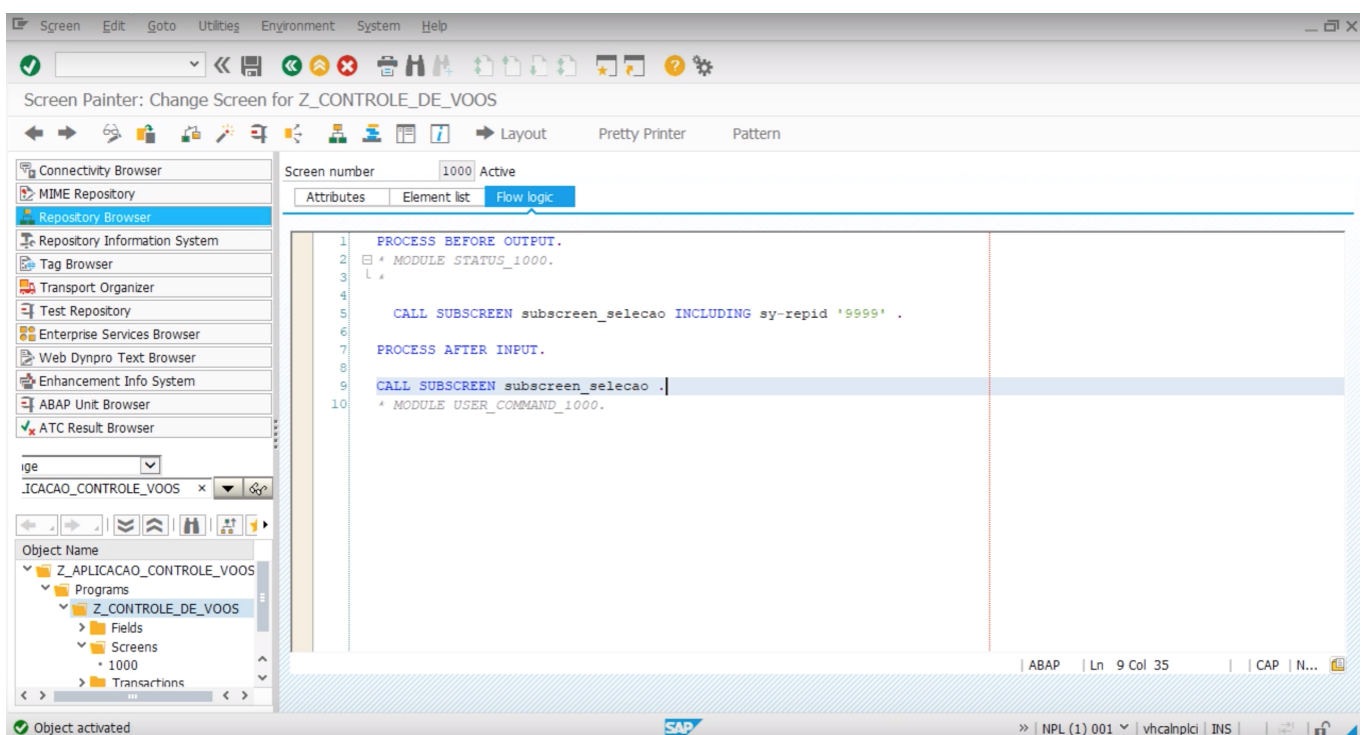 Screen Edit Goto Utilities Environment System Help
Screen Painter: Change Screen for Z_CONTROLE_DE_VOOS
Layout Pretty Printer Pattern
Connectivity Browser
MIME Repository
Repository Browser
Repository Information System
Tag Browser
Transport Organizer
Test Repository
Enterprise Services Browser
Web Dynpro Text Browser
Enhancement Info System
ABAP Unit Browser
ATC Result Browser
ge
ICACAO_CONTROLE_VOOS ×
Object Name
Z_APLICACAO_CONTROLE_VOOS
Programs
Z_CONTROLE_DE_VOOS
Fields
Screens
1000
Transactions
Screen number 1000 Active
Attributes Element list Flow logic
1 PROCESS BEFORE OUTPUT.
2 * MODULE STATUS_1000.
3 *
4
5 CALL SUBSCREEN subscreen_selecao INCLUDING sy-repid '9999' .
6
7 PROCESS AFTER INPUT.
8
9 CALL SUBSCREEN subscreen_selecao .
10 * MODULE USER_COMMAND_1000.
ABAP | Ln 9 Col 35 | | CAP | N...
Object activated
SAP
» | NPL (1) 001 | vhcalnplci | INS |